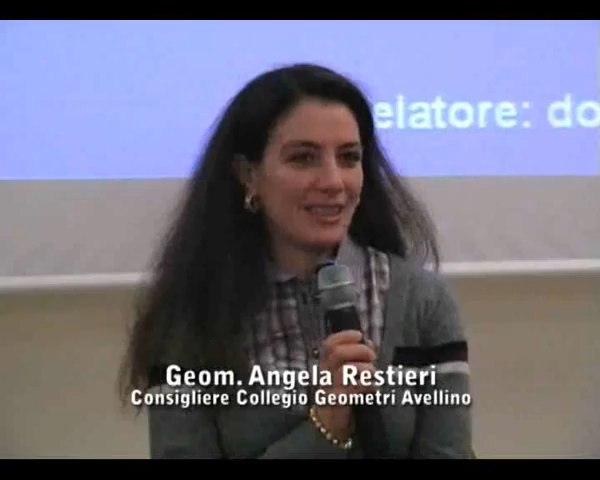 elatore: do
Geom. Angela Restieri
Consigliere Collegio Geometri Avellino